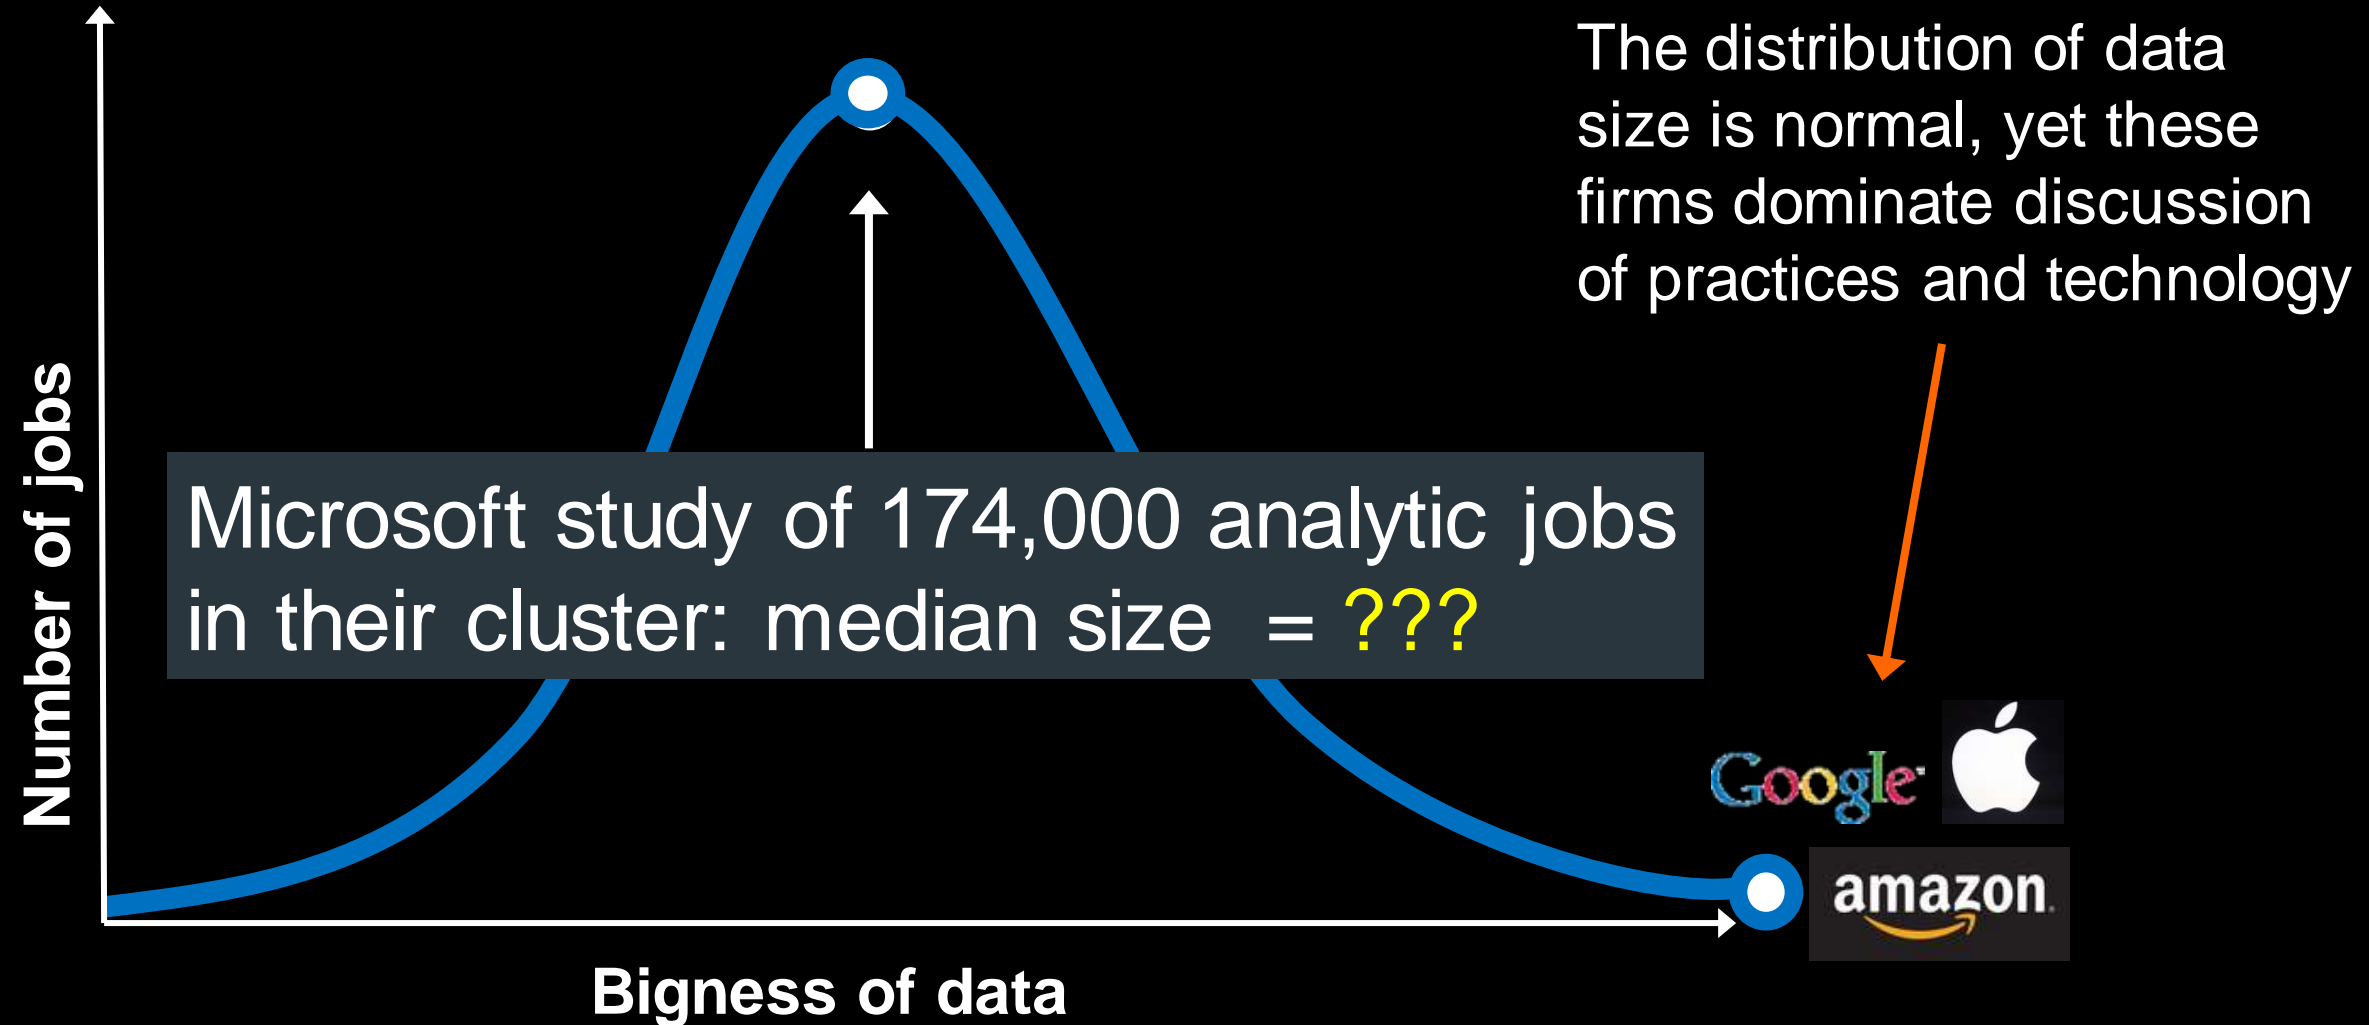 The distribution of data
size is normal, yet these
firms dominate discussion
of practices and technology
Number of jobs
Microsoft study of 174,000 analytic jobs
in their cluster: median size = ???
Google
amazon.
Bigness of data